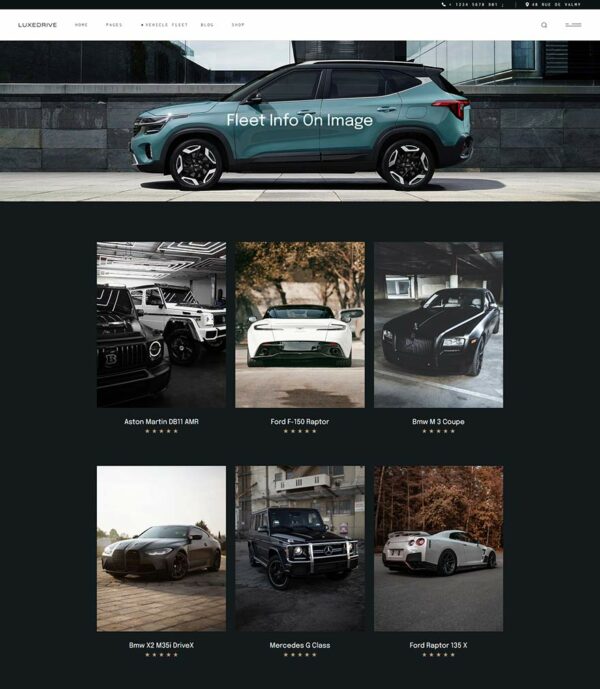 + 1234 5678 901 ;
48 RUE DE VALMY
LUXEDRIVE
HOME
PAGES
VEHICLE FLEET
BLOG
SHOP
Fleet Info On Image
Aston Martin DB11 AMR
Ford F-150 Raptor
Bmw M 3 Coupe
Bmw X2 M35i DriveX
Mercedes G Class
Ford Raptor 135 X